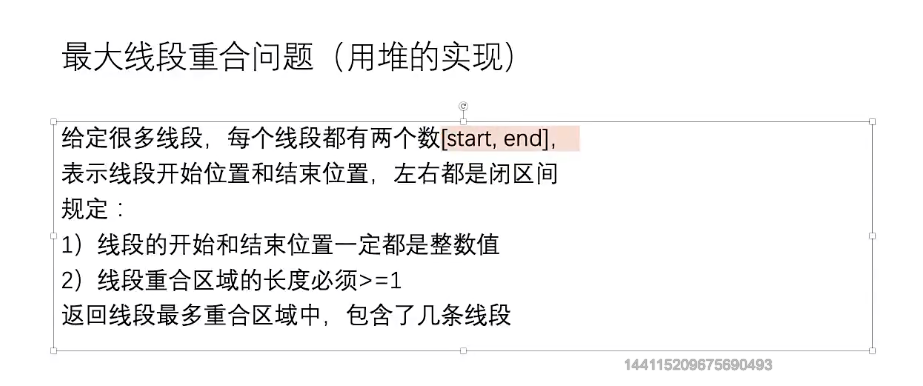 最大线段重合问题（用堆的实现）
给定很多线段，每个线段都有两个数[start, end]，
表示线段开始位置和结束位置，左右都是闭区间
规定：
1）线段的开始和结束位置一定都是整数值
2）线段重合区域的长度必须>=1
返回线段最多重合区域中，包含了几条线段
144115209675690493